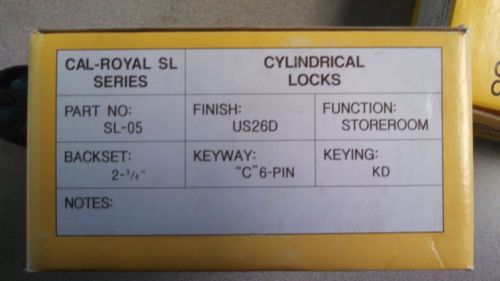 CAL-ROYAL SL
SERIES
CYLINDRICAL
LOCKS
PART NO:
SL-05
FINISH:
US26D
FUNCTION:
STOREROOM
BACKSET:
2-3/4"
KEYWAY:
"C" 6-PIN
KEYING:
KD
NOTES: